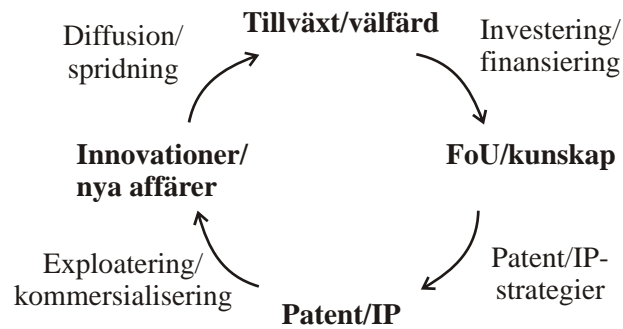 Tillväxt/välfärd
Investering/
finansiering
FoU/kunskap
Patent/IP-
strategier
Patent/IP
Exploatering/
kommersialisering
Innovationer/
nya affärer
Diffusion/
spridning